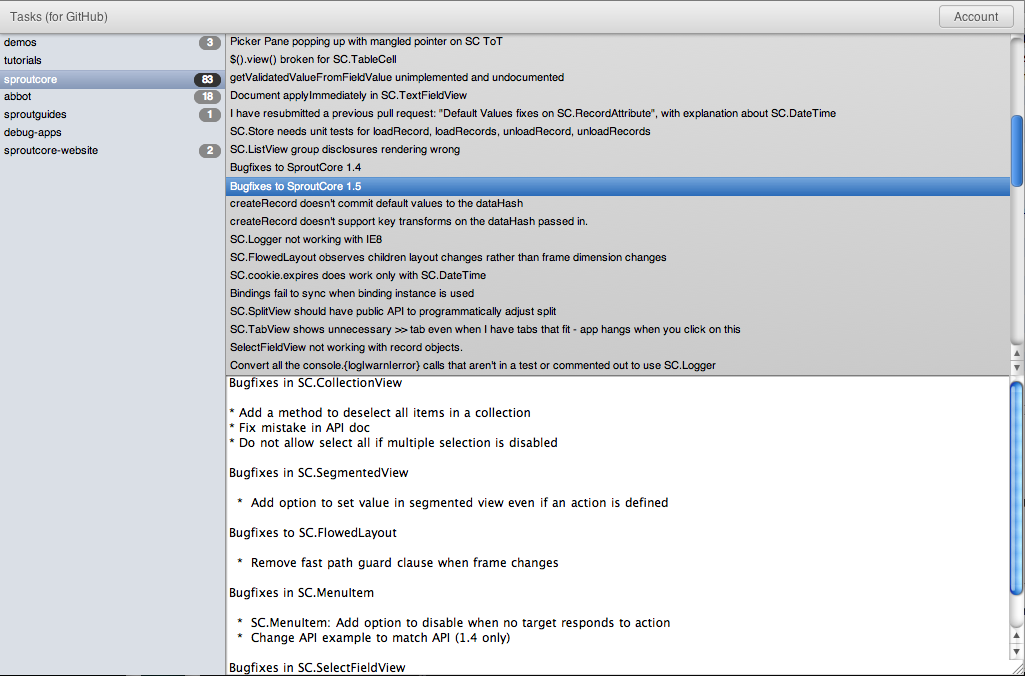 Tasks (for GitHub)
Account
demos 3
tutorials
sproutcore 83
abbot 18
sproutguides 1
debug-apps
sproutcore-website 2
Picker Pane popping up with mangled pointer on SC ToT
$().view() broken for SC.TableCell
getValidatedValueFromFieldValue unimplemented and undocumented
Document applyImmediately in SC.TextFieldView
I have resubmitted a previous pull request: "Default Values fixes on SC.RecordAttribute", with explanation about SC.DateTime
SC.Store needs unit tests for loadRecord, loadRecords, unloadRecord, unloadRecords
SC.ListView group disclosures rendering wrong
Bugfixes to SproutCore 1.4
Bugfixes to SproutCore 1.5
createRecord doesn't commit default values to the dataHash
createRecord doesn't support key transforms on the dataHash passed in.
SC.Logger not working with IE8
SC.FlowedLayout observes children layout changes rather than frame dimension changes
SC.cookie.expires does work only with SC.DateTime
Bindings fail to sync when binding instance is used
SC.SplitView should have public API to programmatically adjust split
SC.TabView shows unnecessary >> tab even when I have tabs that fit - app hangs when you click on this
SelectFieldView not working with record objects.
Convert all the console.{log|warn|error} calls that aren't in a test or commented out to use SC.Logger
Bugfixes in SC.CollectionView
* Add a method to deselect all items in a collection
* Fix mistake in API doc
* Do not allow select all if multiple selection is disabled
Bugfixes in SC.SegmentedView
* Add option to set value in segmented view even if an action is defined
Bugfixes to SC.FlowedLayout
* Remove fast path guard clause when frame changes
Bugfixes in SC.MenuItem
* SC.MenuItem: Add option to disable when no target responds to action
* Change API example to match API (1.4 only)
Bugfixes in SC.SelectFieldView